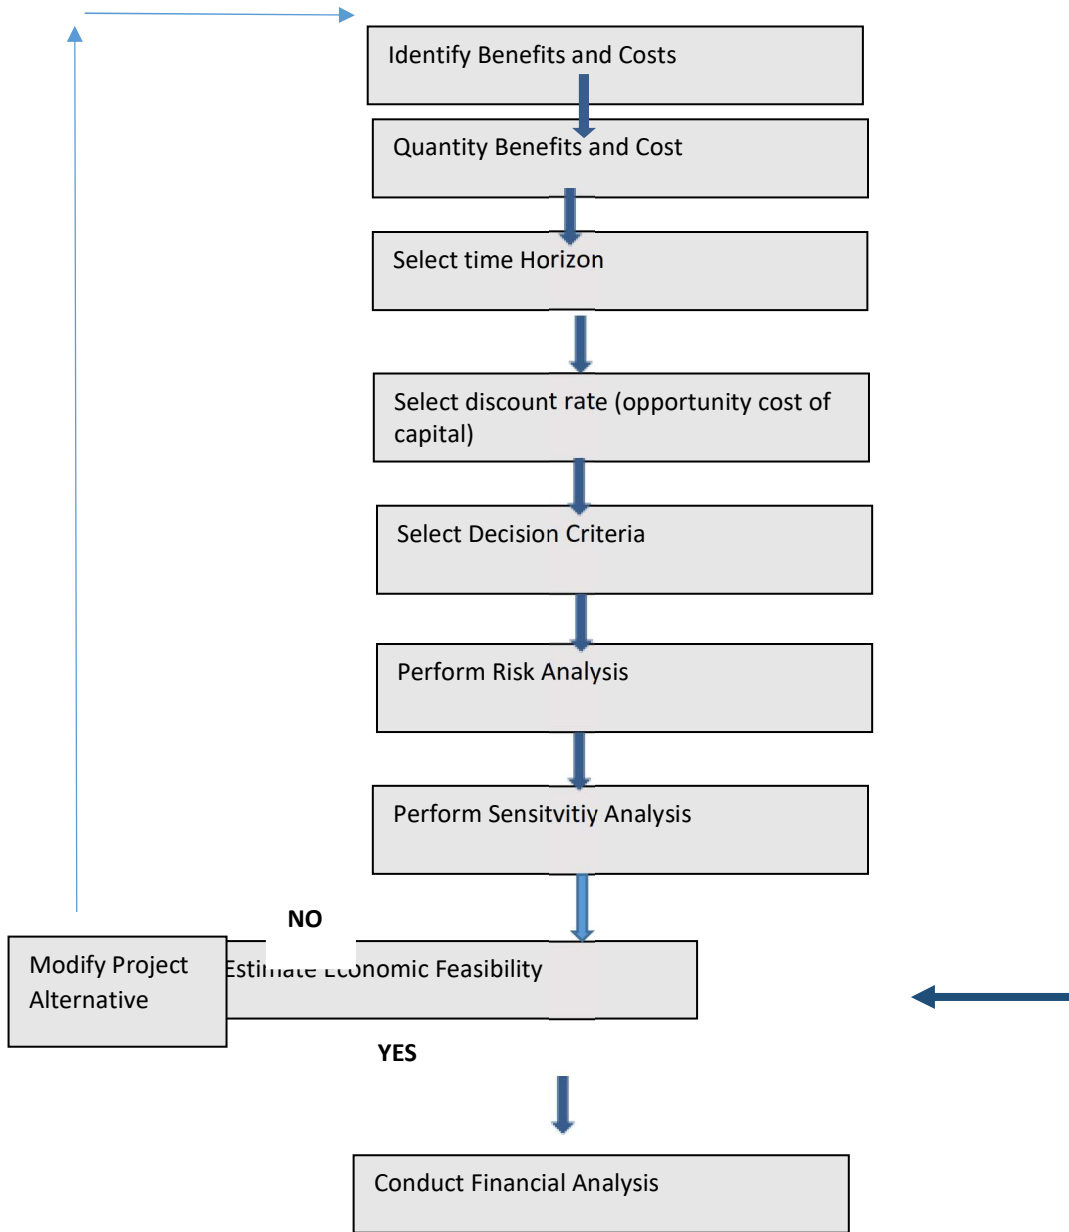 Identify Benefits and Costs
Quantity Benefits and Cost
Select time Horizon
Select discount rate (opportunity cost of
capital)
Select Decision Criteria
Perform Risk Analysis
Perform Sensitvitiy Analysis
NO
Modify Project
Alternative
Estimate Economic Feasibility
YES
Conduct Financial Analysis